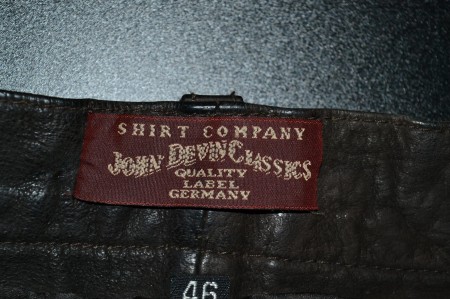 SHIRT COMPANY
JOHN DEVIN CLASSICS
QUALITY
LABEL
GERMANY
46